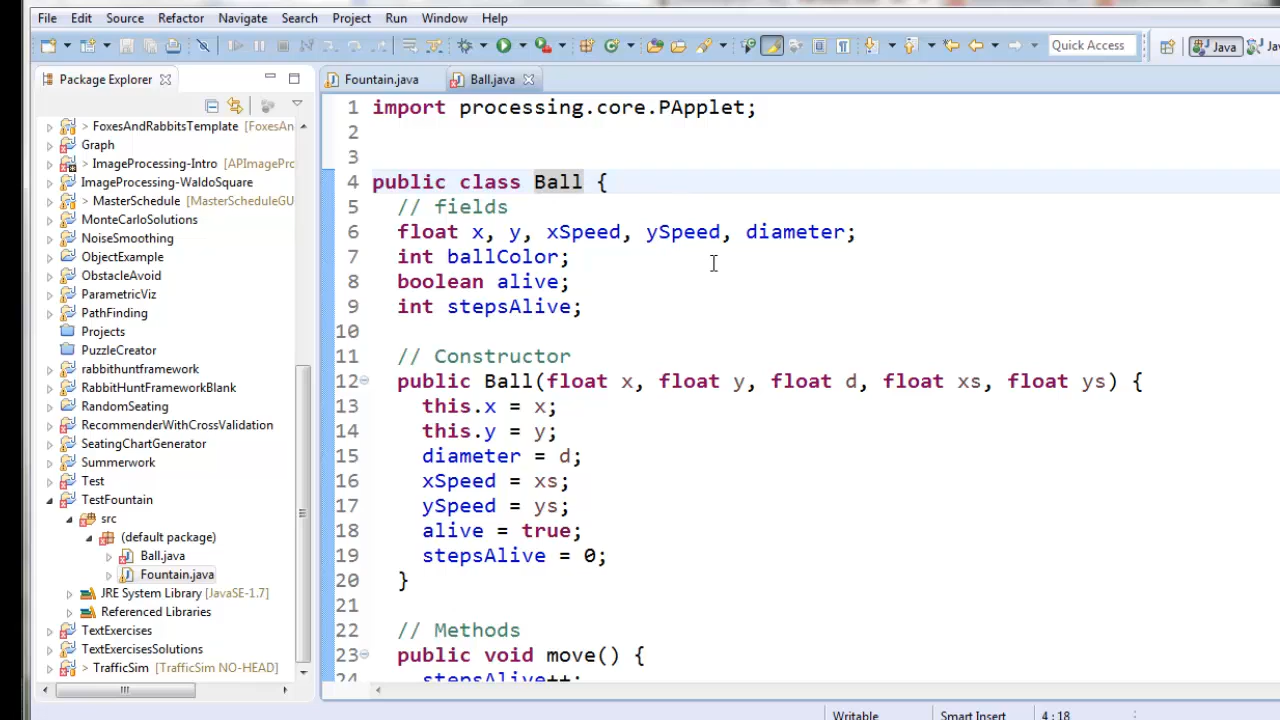 File Edit Source Refactor Navigate Search Project Run Window Help
Quick Access Java
Package Explorer
Fountain.java Ball.java
> FoxesAndRabbitsTemplate [FoxesAn
Graph
> ImageProcessing-Intro [APImagePro
ImageProcessing-WaldoSquare
> MasterSchedule [MasterScheduleGU
MonteCarloSolutions
NoiseSmoothing
ObjectExample
ObstacleAvoid
ParametricViz
PathFinding
Projects
PuzzleCreator
rabbithuntframework
RabbitHuntFrameworkBlank
RandomSeating
RecommenderWithCrossValidation
SeatingChartGenerator
Summerwork
Test
TestFountain
src
(default package)
Ball.java
Fountain.java
JRE System Library [JavaSE-1.7]
Referenced Libraries
TextExercises
TextExercisesSolutions
> TrafficSim [TrafficSim NO-HEAD]
1 import processing.core.PApplet;
2
3
4 public class Ball {
5 // fields
6 float x, y, xSpeed, ySpeed, diameter;
7 int ballColor;
8 boolean alive;
9 int stepsAlive;
10
11 // Constructor
12 public Ball(float x, float y, float d, float xs, float ys) {
13 this.x = x;
14 this.y = y;
15 diameter = d;
16 xSpeed = xs;
17 ySpeed = ys;
18 alive = true;
19 stepsAlive = 0;
20 }
21
22 // Methods
23 public void move() {
24 stepsAlive++;
Writable Smart Insert 4:18